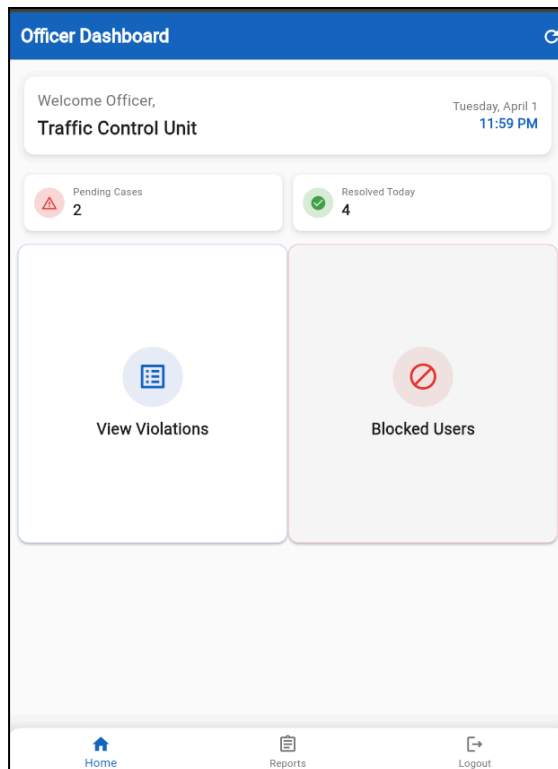 Officer Dashboard
Welcome Officer,
Traffic Control Unit
Tuesday, April 1
11:59 PM
Pending Cases
2
Resolved Today
4
View Violations
Blocked Users
Home
Reports
Logout